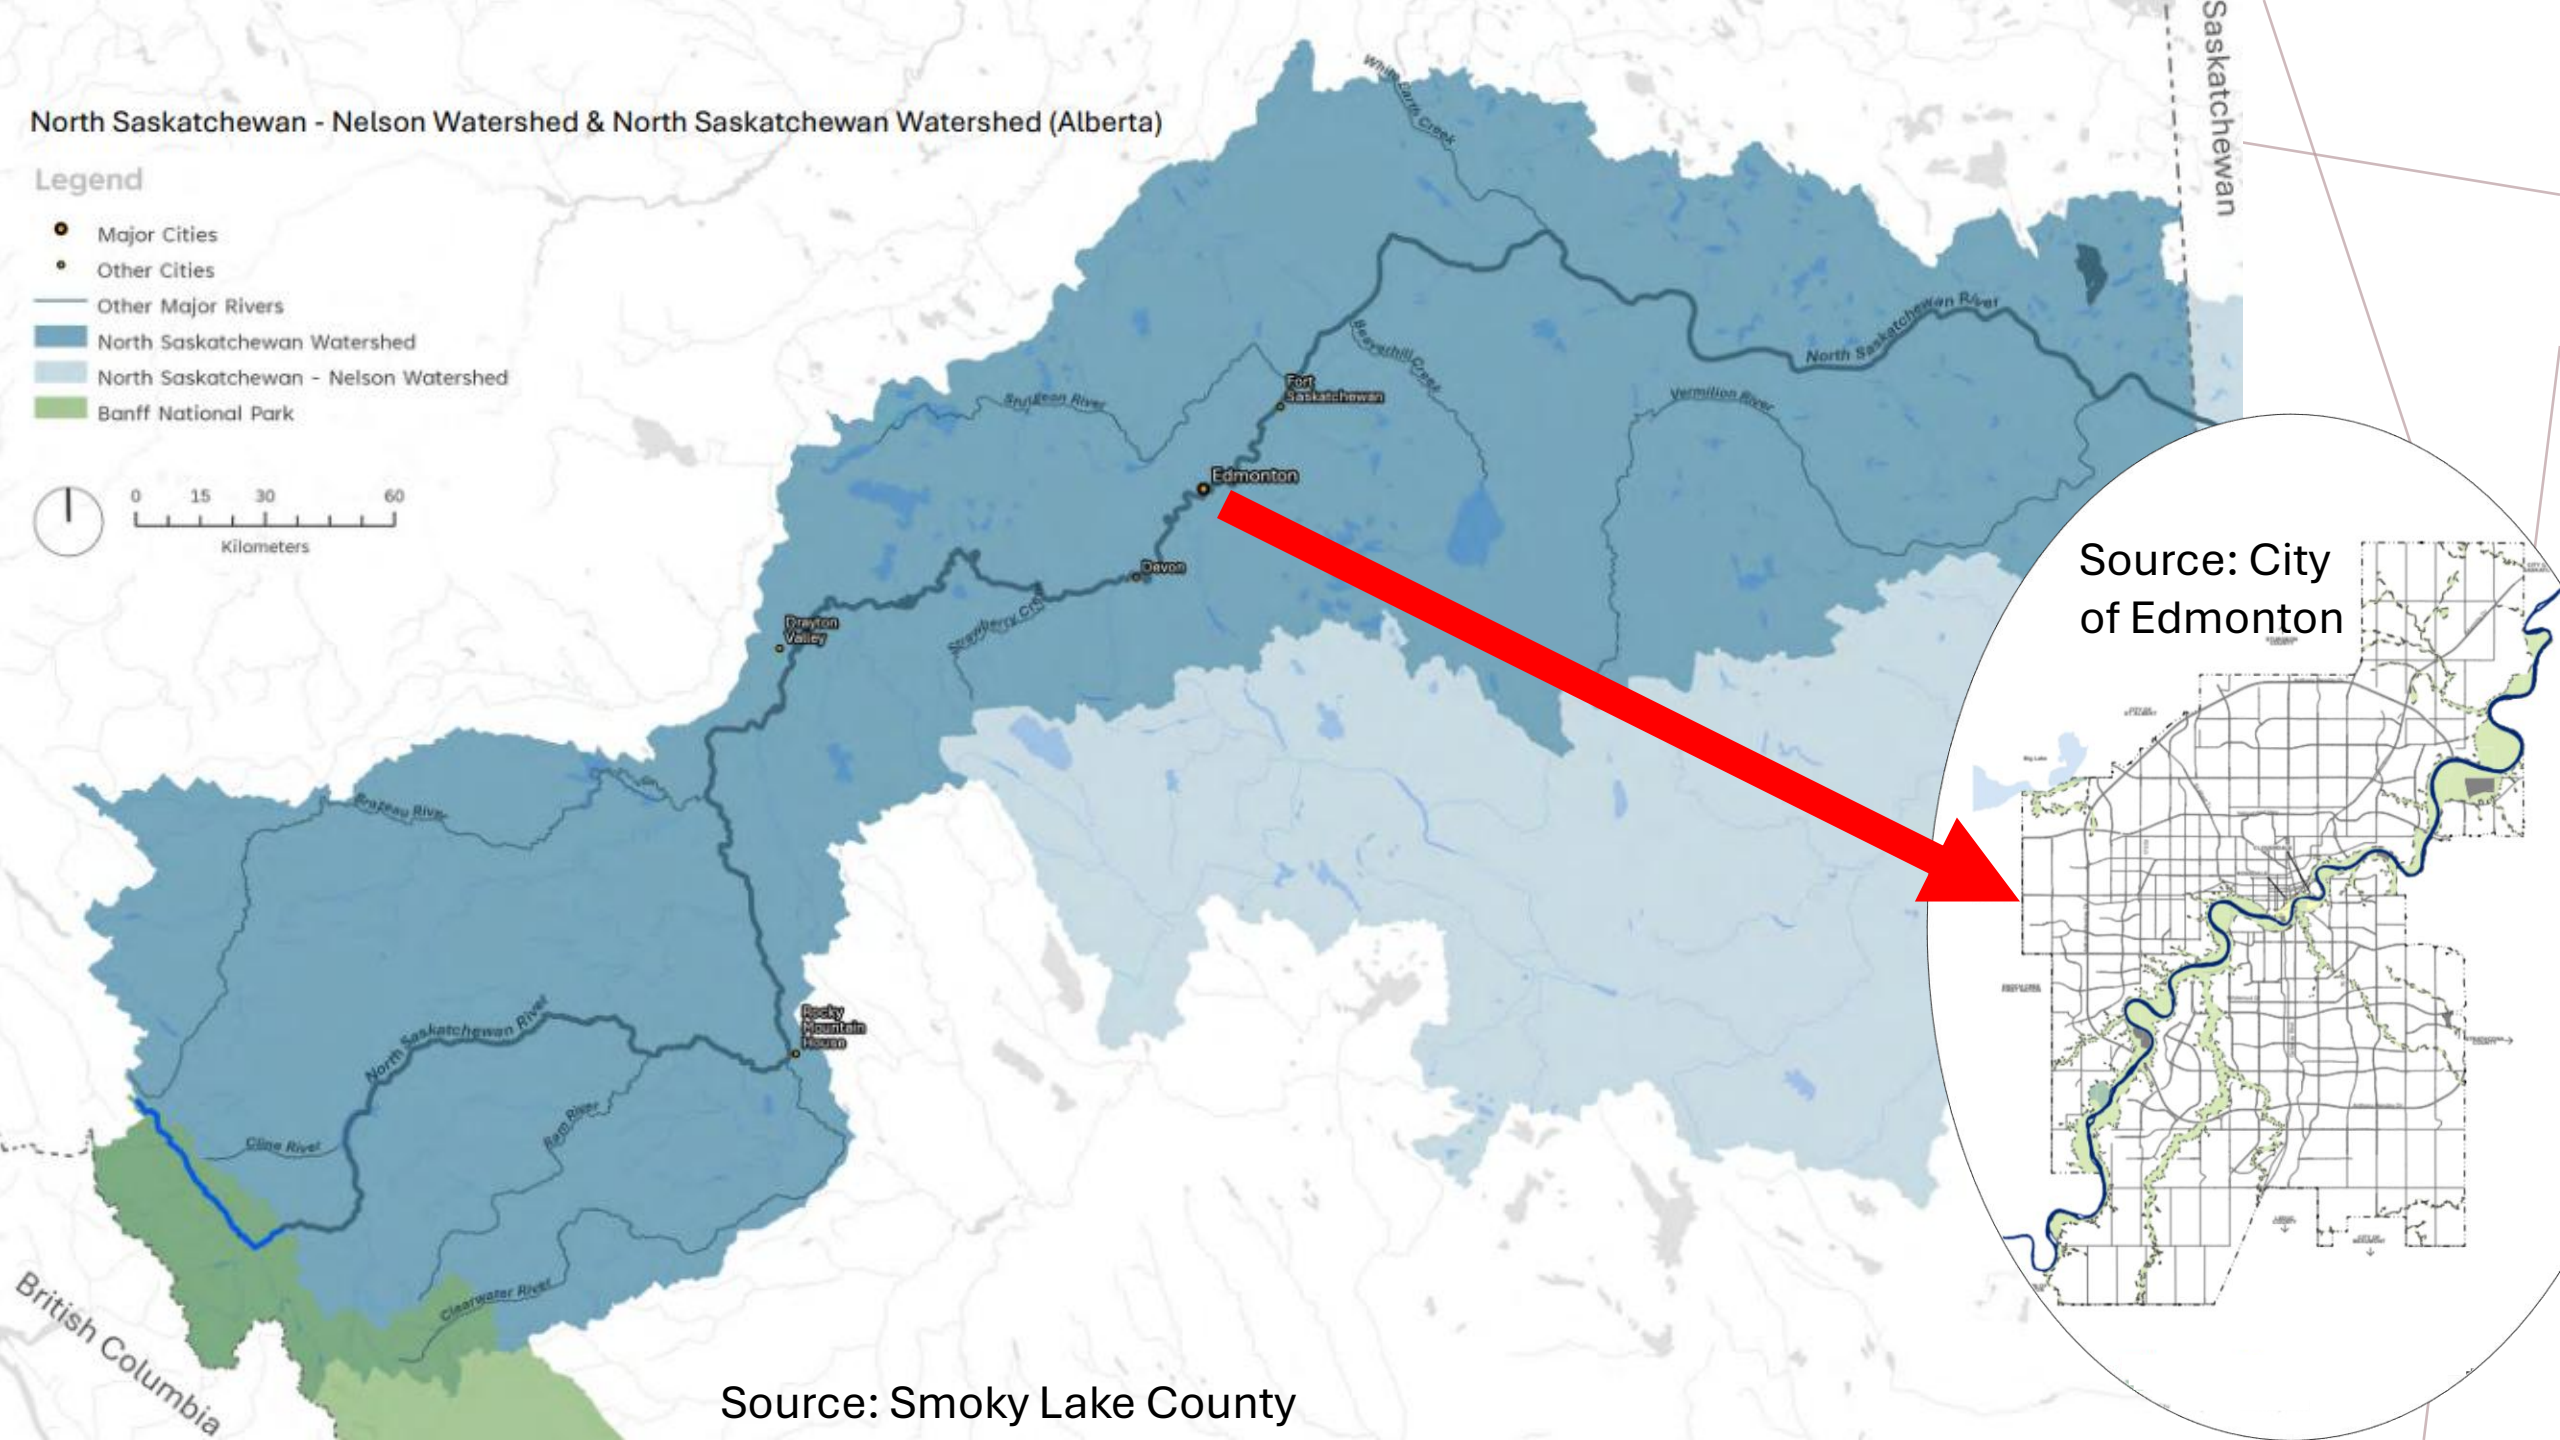 North Saskatchewan - Nelson Watershed & North Saskatchewan Watershed (Alberta)
Legend
Major Cities
Other Cities
Other Major Rivers
North Saskatchewan Watershed
North Saskatchewan - Nelson Watershed
Banff National Park
0 15 30 60
Kilometers
Saskatchewan
White Earth Creek
North Saskatchewan River
Beaverhill Creek
Fort
Saskatchewan
Sturgeon River
Vermilion River
Edmonton
Devon
Strawberry Cre
Drayton
Valley
Brazeau River
Rocky
Mountain
House
North Saskatchewan River
Ram River
Cline River
Clearwater River
British Columbia
Source: Smoky Lake County
Source: City
of Edmonton
Big Lake